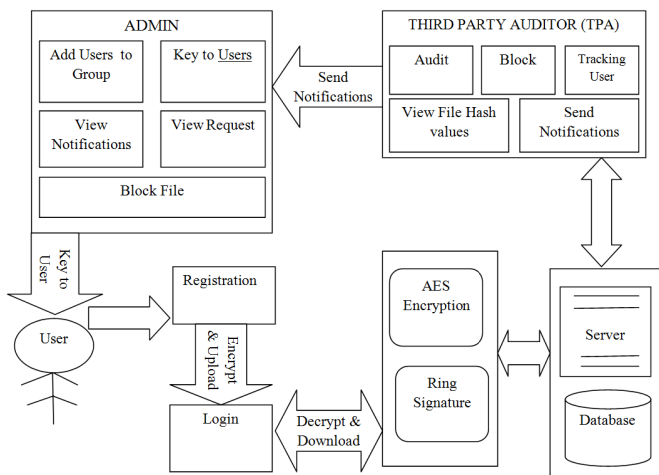 ADMIN
Add Users to
Group
Key to Users
View
Notifications
View Request
Block File
Send
Notifications
THIRD PARTY AUDITOR (TPA)
Audit
Block
Tracking
User
View File Hash
values
Send
Notifications
Key to
User
User
Registration
Encrypt
& Upload
Login
Decrypt &
Download
AES
Encryption
Ring
Signature
Server
Database